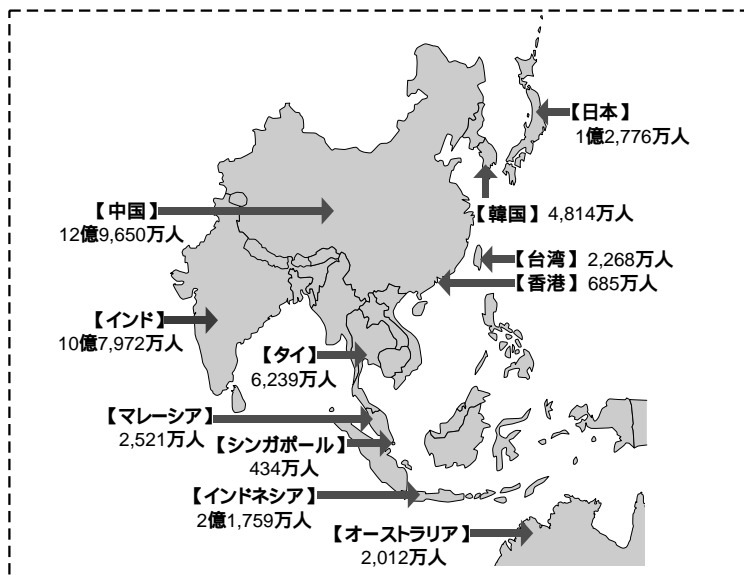 【日本】
1億2,776万人
【中国】
12億9,650万人
【韓国】 4,814万人
【台湾】 2,268万人
【香港】 685万人
【インド】
10億7,972万人
【タイ】
6,239万人
【マレーシア】
2,521万人
【シンガポール】
434万人
【インドネシア】
2億1,759万人
【オーストラリア】
2,012万人